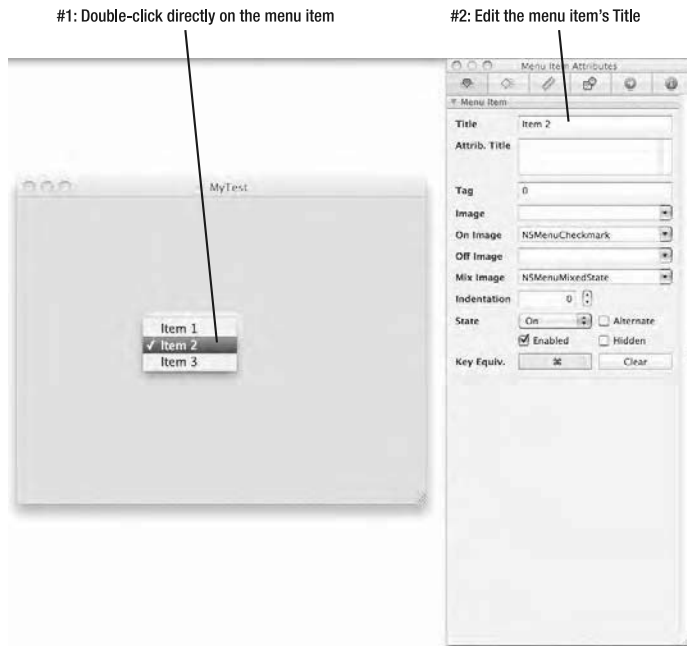 #1: Double-click directly on the menu item
#2: Edit the menu item's Title
Menu Item Attributes
Menu Item
Title Item 2
Attrib. Title
Tag 0
Image
On Image NSMenuCheckmark
Off Image
Mix Image NSMenuMixedState
Indentation 0
State On Alternate
Enabled Hidden
Key Equiv. ⌘ Clear
MyTest
Item 1
✓ Item 2
Item 3